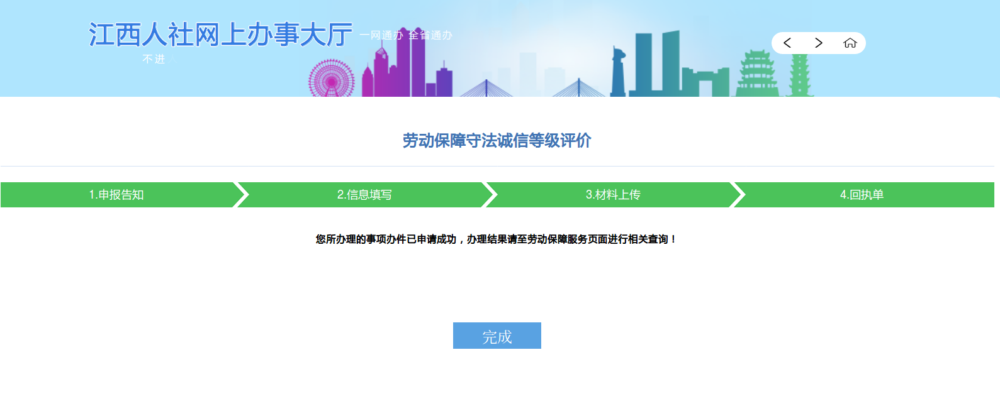 江西人社网上办事大厅 一网通办 全省通办
不进
劳动保障守法诚信等级评价
1.申报告知 2.信息填写 3.材料上传 4.回执单
您所办理的事项办件已申请成功，办理结果请至劳动保障服务页面进行相关查询！
完成